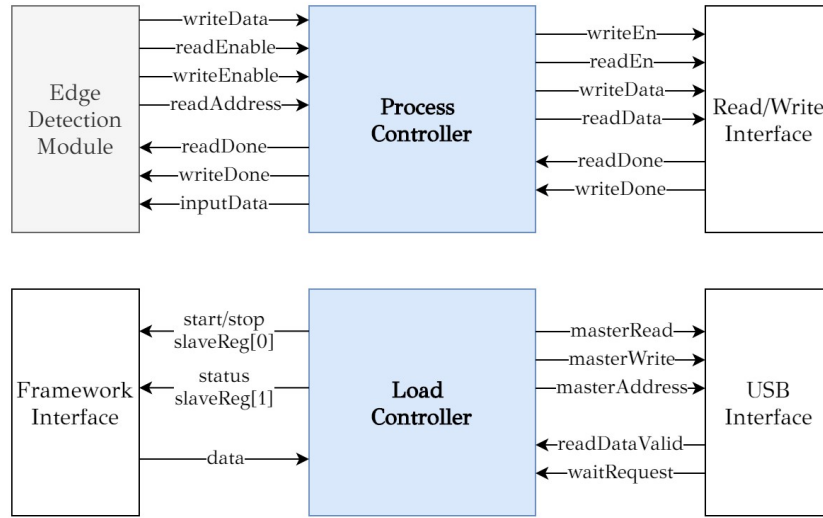 writeData
readEnable
writeEnable
readAddress
readDone
writeDone
inputData
Edge
Detection
Module
Process
Controller
writeEn
readEn
writeData
readData
readDone
writeDone
Read/Write
Interface
Framework
Interface
start/stop
slaveReg[0]
status
slaveReg[1]
data
Load
Controller
masterRead
masterWrite
masterAddress
readDataValid
waitRequest
USB
Interface